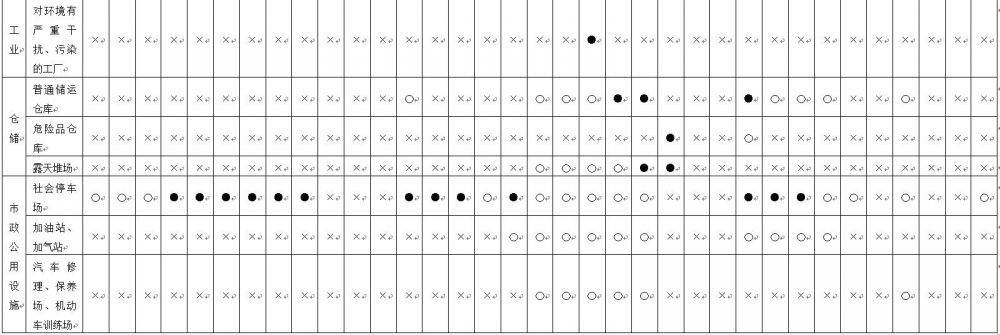 工业
对环境有
严重干
扰、污染
的工厂
× × × × × × × × × × × × × × × × × × × ● × × × × × × × × × × × × × × ×
仓储
普通储运
仓库
× × × × × × × × × × × × ○ × × × × ○ ○ ○ ● ● × × × ● ○ ○ ○ × × ○ × × ×
危险品仓
库
× × × × × × × × × × × × × × × × × × × × × × ● × × ○ × × × × × × × × ×
露天堆场
× × × × × × × × × × × × × × × × × ○ ○ ○ ○ ● ● × × × × × × × × × × × ×
市政公用设施
社会停车
场
○ ○ ○ ● ● ● ● ● ● × × × ● ● ● ○ ● ○ ○ ○ ○ ○ × × × ● ● ● ○ ○ × ○ × × ○
加油站、
加气站
× × × × × × × × × × × × × × × × ○ ○ ○ ○ ○ ○ × × × ○ ○ ○ ○ × × × × × ×
汽车修
理、保养
场、机动
车训练场
× × × × × × × × × × × × × × × × × ○ ○ ○ ○ ○ × × × × × × × × × ○ × × ×